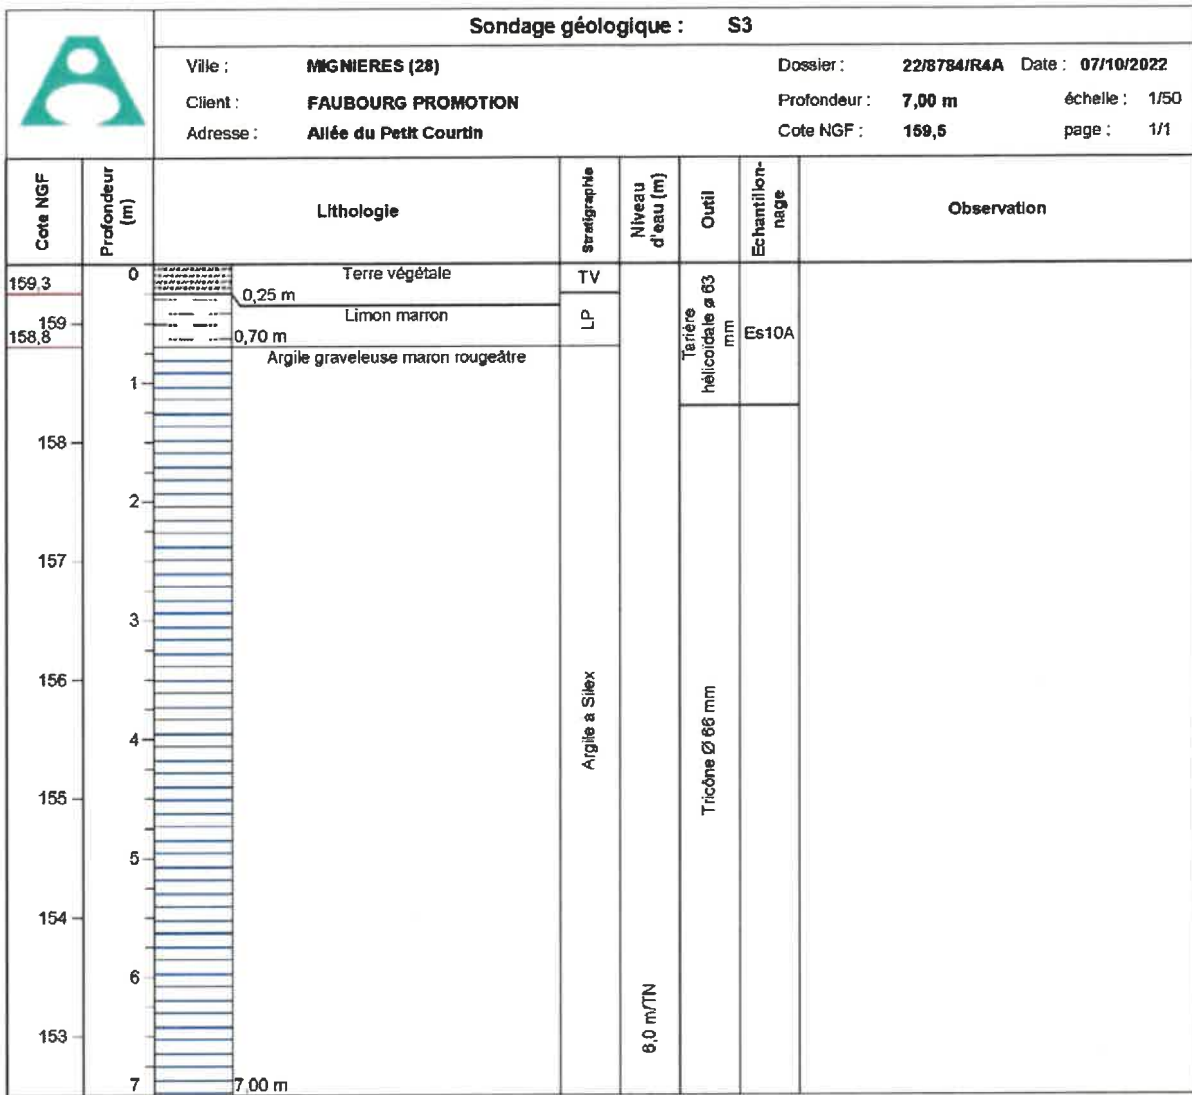 Sondage géologique : S3
Ville : MIGNIERES (28) Dossier : 22/8784/R4A Date : 07/10/2022
Client : FAUBOURG PROMOTION Profondeur : 7,00 m échelle : 1/50
Adresse : Allée du Petit Courtin Cote NGF : 159,5 page : 1/1
Cote NGF
Profondeur
(m)
Lithologie
Stratigraphie
Niveau
d'eau (m)
Outil
Echantillon-
nage
Observation
0 Terre végétale TV
159,3
0,25 m
Limon marron LP
159
158,8
0,70 m
Argile graveleuse maron rougeâtre
Tarière
hélicoïdale ø 63
mm
Es10A
1
158
2
157
3
156
Argile a Silex
4
Tricône Ø 66 mm
155
5
154
6
6,0 m/TN
153
7 7,00 m